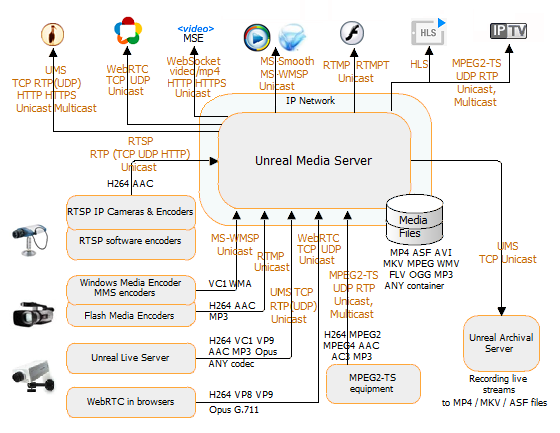 <video>
MSE
HLS
IPTV
UMS
TCP RTP(UDP)
HTTP HTTPS
Unicast Multicast
WebRTC
TCP UDP
Unicast
WebSocket
video/mp4
HTTP HTTPS
Unicast
MS-Smooth
MS-WMSP
Unicast
RTMP RTMPT
Unicast
HLS
MPEG2-TS
UDP RTP
Unicast,
Multicast
IP Network
Unreal Media Server
RTSP
RTP (TCP UDP HTTP)
Unicast
H264 AAC
RTSP IP Cameras & Encoders
RTSP software encoders
Media
Files
MP4 ASF AVI
MKV MPEG WMV
FLV OGG MP3
ANY container
UMS
TCP Unicast
MS-WMSP
Unicast
RTMP
Unicast
UMS TCP
RTP(UDP)
Unicast
WebRTC
TCP UDP
Unicast
MPEG2-TS
UDP RTP
Unicast,
Multicast
Windows Media Encoder
MMS encoders
VC1 WMA
Flash Media Encoders
H264 AAC
MP3
Unreal Live Server
H264 VC1 VP9
AAC MP3 Opus
ANY codec
WebRTC in browsers
H264 VP8 VP9
Opus G.711
H264 MPEG2
MPEG4 AAC
AC3 MP3
MPEG2-TS
equipment
Unreal Archival
Server
Recording live
streams
to MP4 / MKV / ASF files